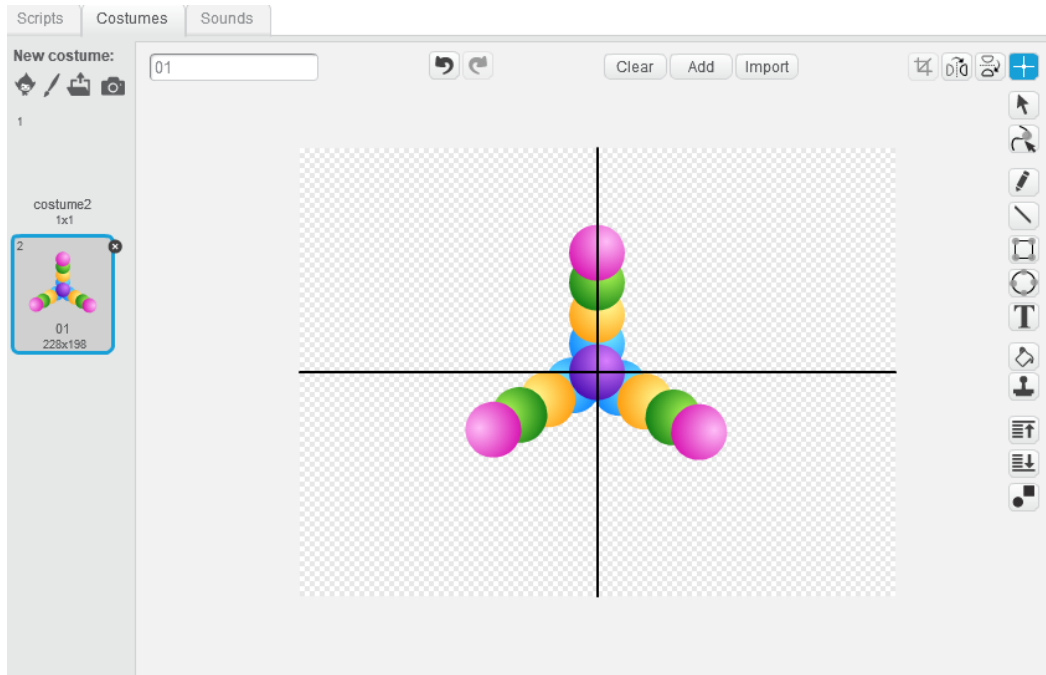 Scripts Costumes Sounds
New costume:
01
Clear Add Import
1
costume2
1x1
2
01
228x198
T